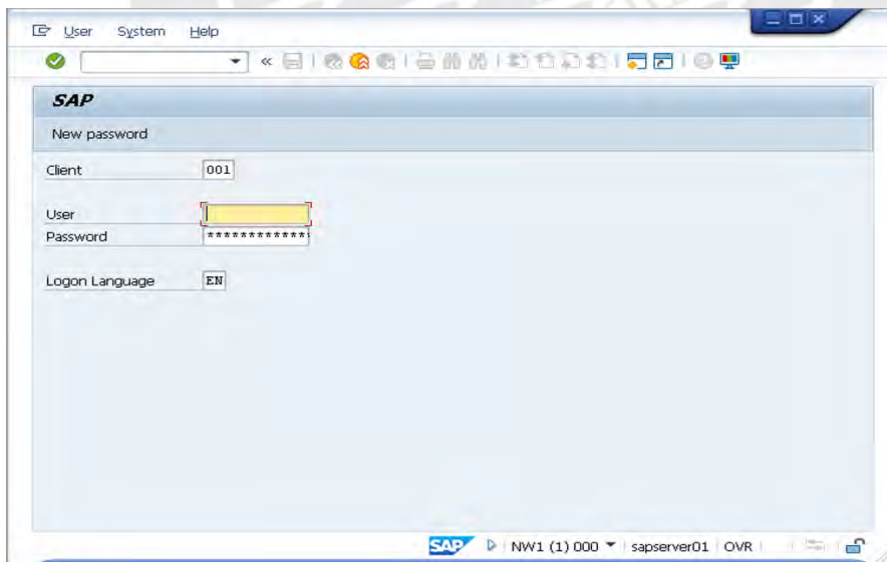 User System Help
SAP
New password
Client 001
User
Password ************
Logon Language EN
SAP NW1 (1) 000 sapserver01 OVR